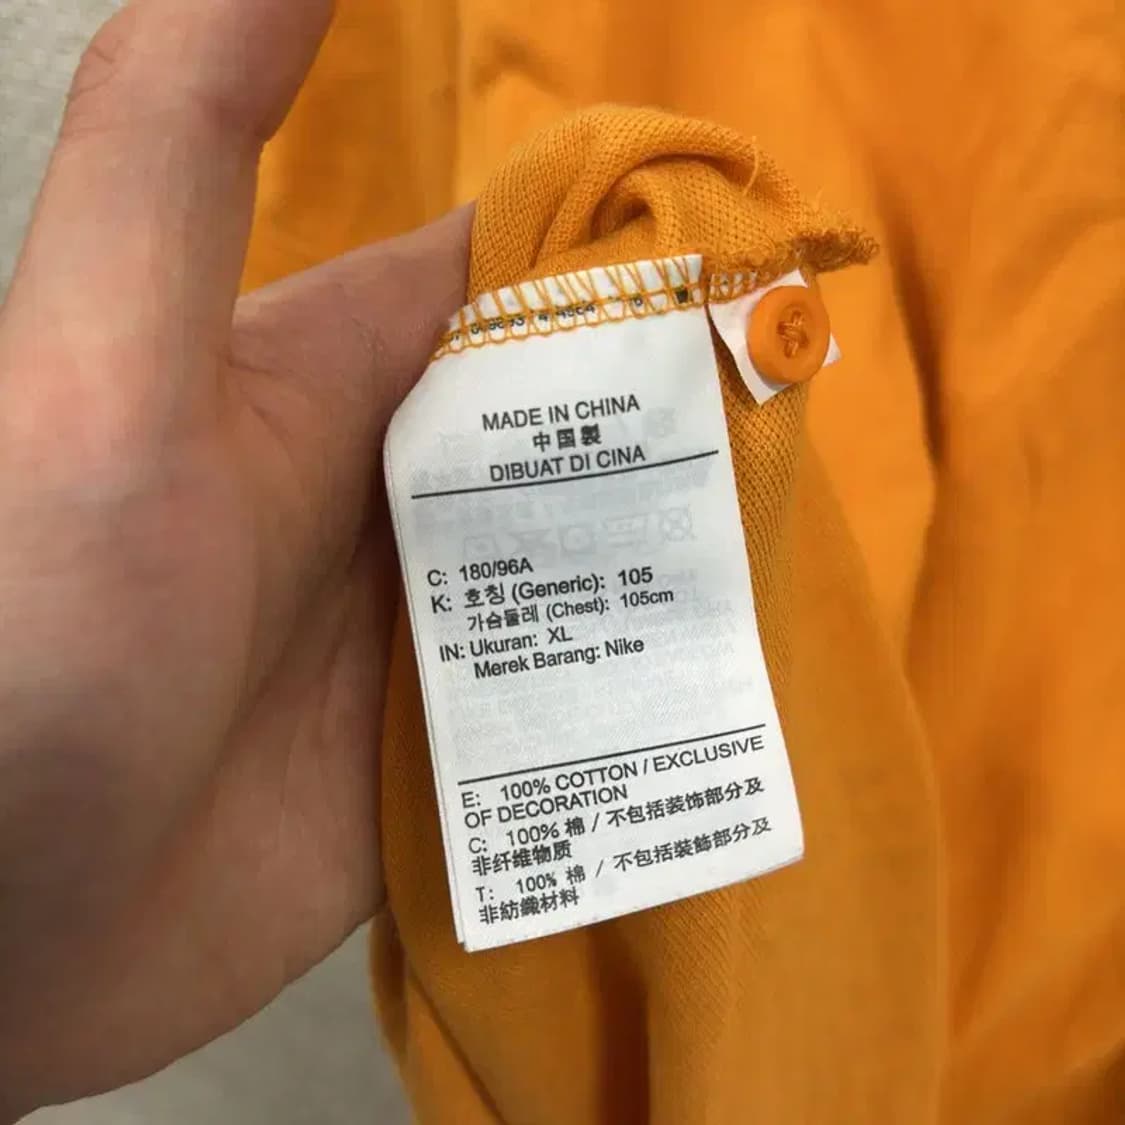 MADE IN CHINA
中国製
DIBUAT DI CINA
C: 180/96A
K: 호칭 (Generic): 105
가슴둘레 (Chest): 105cm
IN: Ukuran: XL
Merek Barang: Nike
E: 100% COTTON / EXCLUSIVE
OF DECORATION
C: 100% 棉 / 不包括装饰部分及
非纤维物质
T: 100% 棉 / 不包括裝飾部分及
非紡織材料